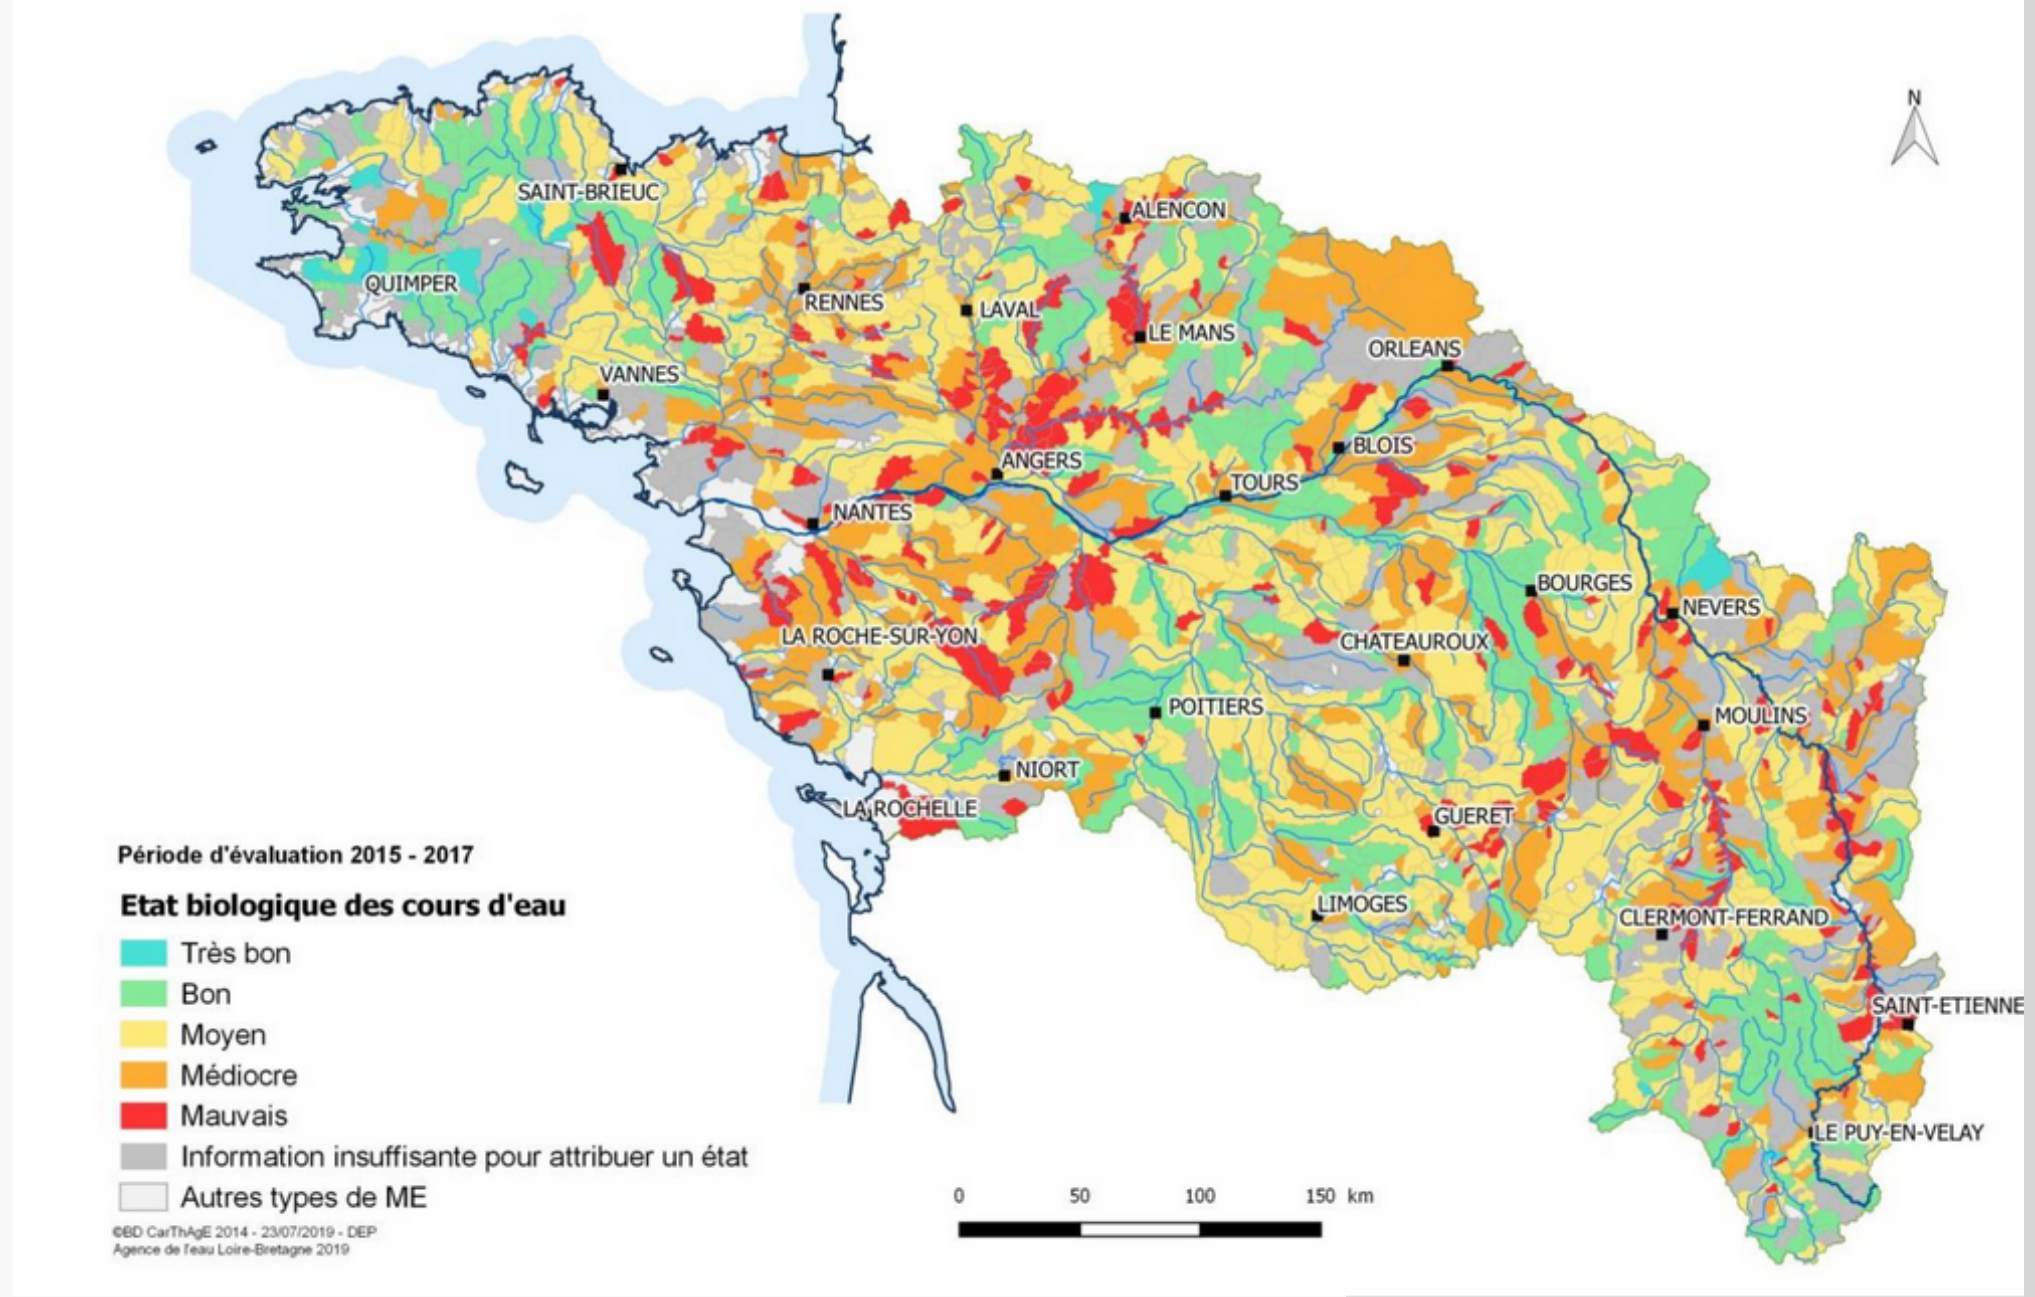 N
SAINT-BRIEUC
ALENCON
QUIMPER
RENNES
LAVAL
LE MANS
ORLEANS
VANNES
BLOIS
ANGERS
TOURS
NANTES
BOURGES
NEVERS
LA ROCHE-SUR-YON
CHATEAUROUX
POITIERS
MOULINS
NIORT
LA ROCHELLE
GUERET
LIMOGES
CLERMONT-FERRAND
SAINT-ETIENNE
LE PUY-EN-VELAY
Période d'évaluation 2015 - 2017
Etat biologique des cours d'eau
Très bon
Bon
Moyen
Médiocre
Mauvais
Information insuffisante pour attribuer un état
Autres types de ME
0 50 100 150 km
©BD CarThAgE 2014 - 23/07/2019 - DEP
Agence de l'eau Loire-Bretagne 2019